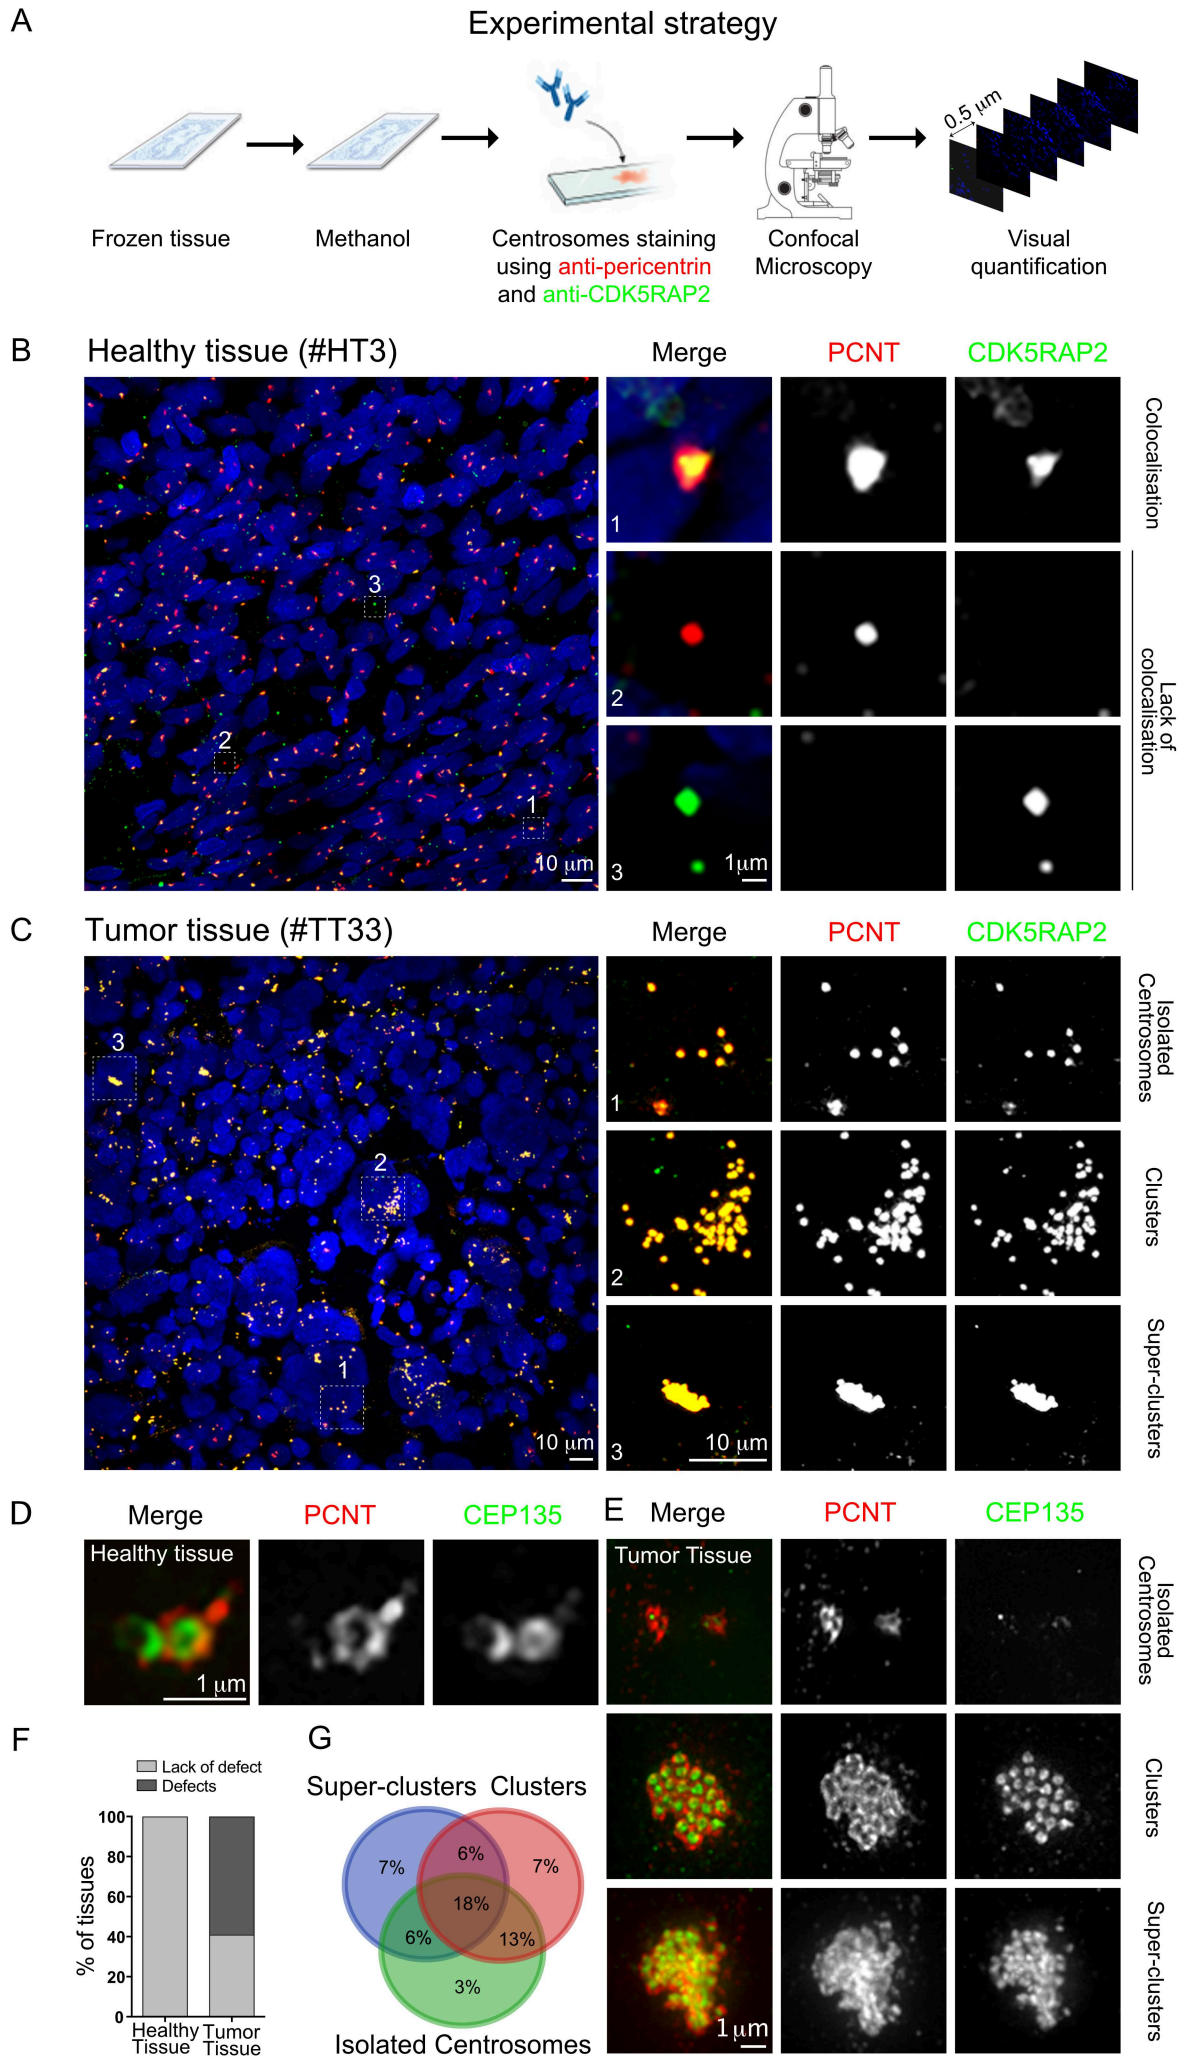 A
Experimental strategy
0.5 μm
Frozen tissue
Methanol
Centrosomes staining
using anti-pericentrin
and anti-CDK5RAP2
Confocal
Microscopy
Visual
quantification
B
Healthy tissue (#HT3)
Merge
PCNT
CDK5RAP2
3
2
1
10 μm
1
2
3
1μm
Colocalisation
Lack of
colocalisation
C
Tumor tissue (#TT33)
Merge
PCNT
CDK5RAP2
3
2
1
10 μm
1
2
3
10 μm
Isolated
Centrosomes
Clusters
Super-clusters
D
Merge
PCNT
CEP135
Healthy tissue
1 μm
E
Merge
PCNT
CEP135
Tumor Tissue
1μm
Isolated
Centrosomes
Clusters
Super-clusters
F
Lack of defect
Defects
% of tissues
100
80
60
40
20
0
Healthy
Tissue
Tumor
Tissue
G
Super-clusters
Clusters
7%
6%
7%
18%
6%
13%
3%
Isolated Centrosomes